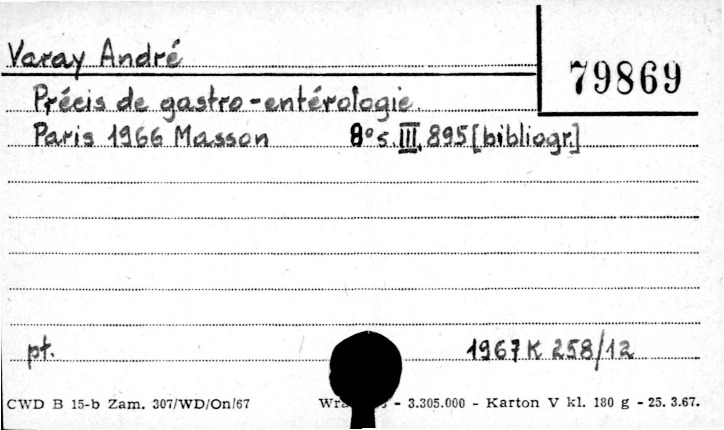 Varay André
79869
Précis de gastro-entérologie.
Paris 1966 Masson 8° s. III, 895 [bibliogr.]
pt. 1967 K 258/12
CWD B 15-b Zam. 307/WD/On/67 - 3.305.000 - Karton V kl. 180 g - 25. 3.67.